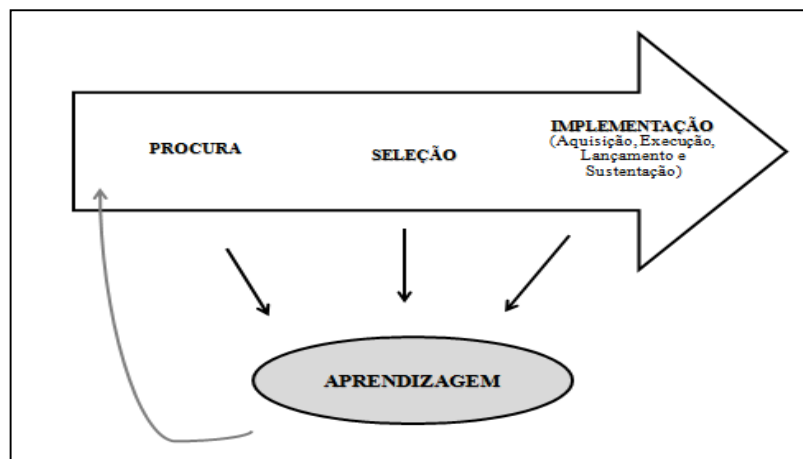 PROCURA
SELEÇÃO
IMPLEMENTAÇÃO
(Aquisição, Execução,
Lançamento e
Sustentação)
APRENDIZAGEM